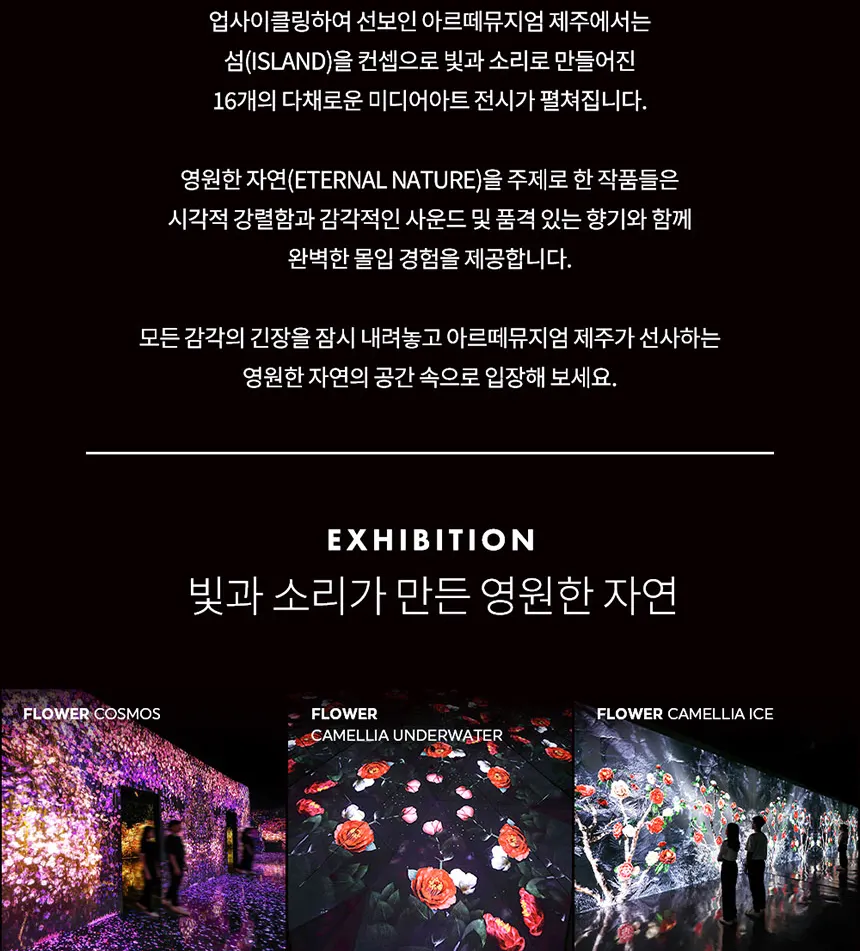 업사이클링하여 선보인 아르떼뮤지엄 제주에서는
섬(ISLAND)을 컨셉으로 빛과 소리로 만들어진
16개의 다채로운 미디어아트 전시가 펼쳐집니다.
영원한 자연(ETERNAL NATURE)을 주제로 한 작품들은
시각적 강렬함과 감각적인 사운드 및 품격 있는 향기와 함께
완벽한 몰입 경험을 제공합니다.
모든 감각의 긴장을 잠시 내려놓고 아르떼뮤지엄 제주가 선사하는
영원한 자연의 공간 속으로 입장해 보세요.
EXHIBITION
빛과 소리가 만든 영원한 자연
FLOWER COSMOS
FLOWER
CAMELLIA UNDERWATER
FLOWER CAMELLIA ICE